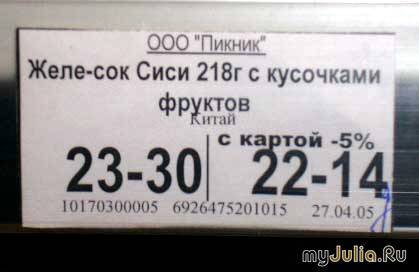 ООО "Пикник"
Желе-сок Сиси 218г с кусочками
фруктов
Китай
с картой -5%
23-30 22-14
10170300005 6926475201015 27.04.05
myJulia.Ru